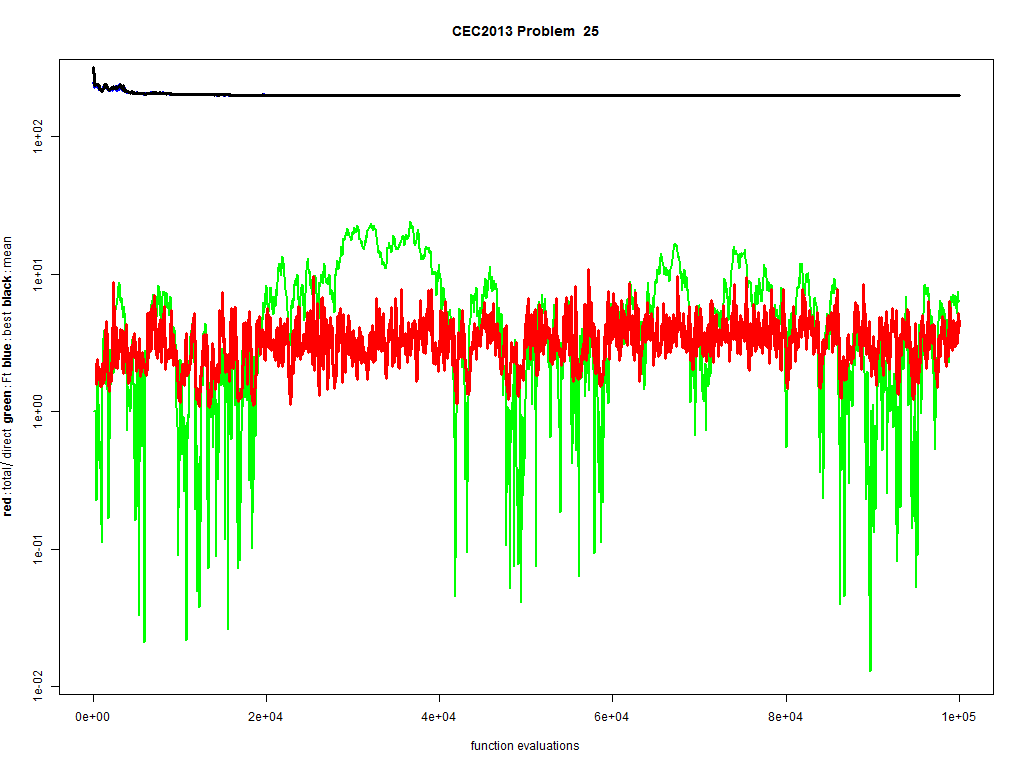 CEC2013 Problem 25
red : total/ direct green : Ft blue : best black : mean
1e+02
1e+01
1e+00
1e-01
1e-02
0e+00 2e+04 4e+04 6e+04 8e+04 1e+05
function evaluations